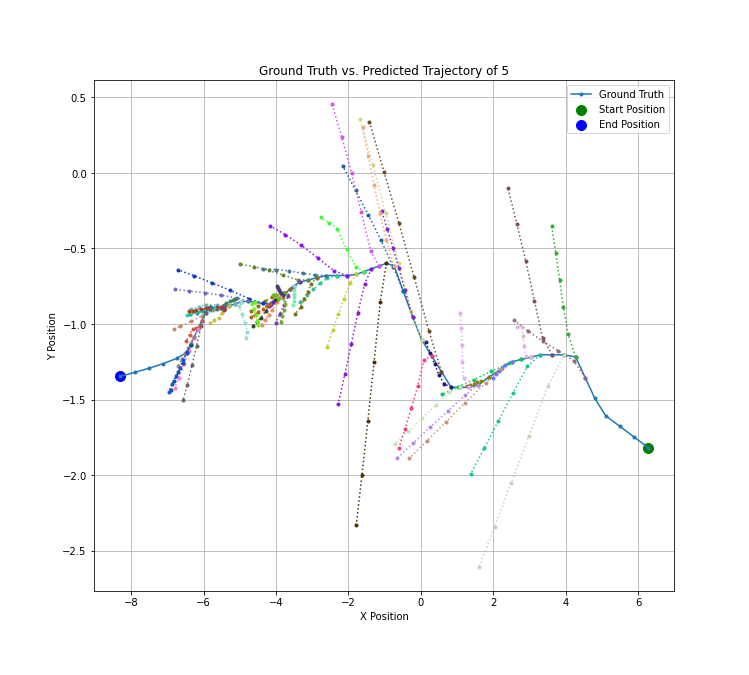 Ground Truth vs. Predicted Trajectory of 5
Ground Truth
Start Position
End Position
0.5
0.0
−0.5
−1.0
−1.5
−2.0
−2.5
Y Position
−8
−6
−4
−2
0
2
4
6
X Position